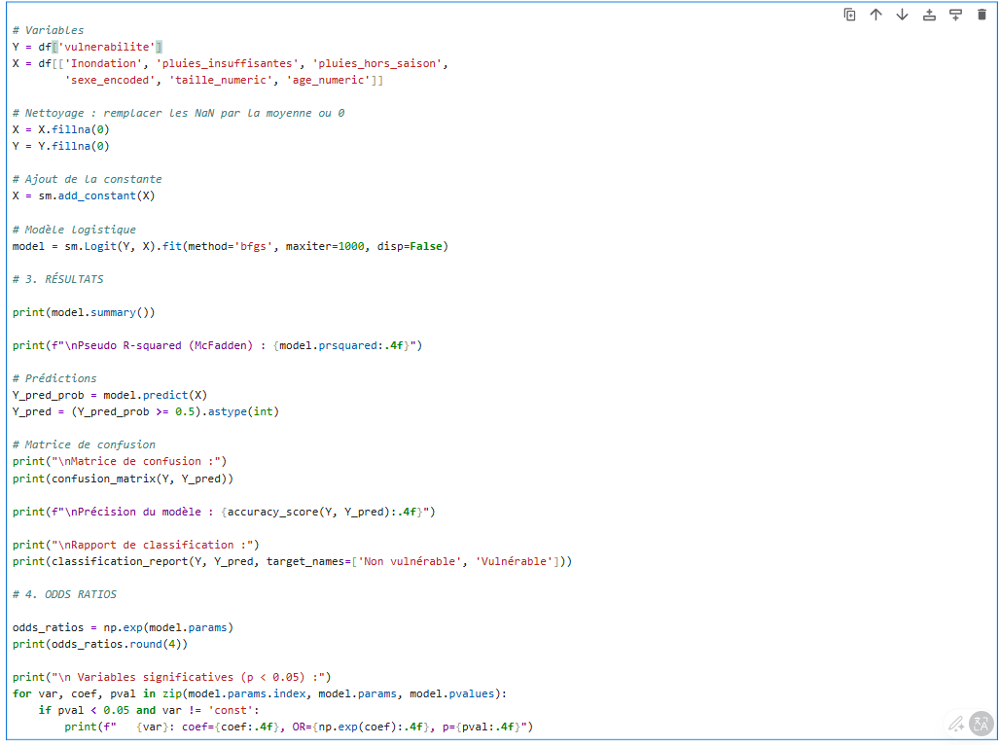 # Variables
Y = df['vulnerabilite']
X = df[['Inondation', 'pluies_insuffisantes', 'pluies_hors_saison',
        'sexe_encoded', 'taille_numeric', 'age_numeric']]
# Nettoyage : remplacer les NaN par la moyenne ou 0
X = X.fillna(0)
Y = Y.fillna(0)
# Ajout de la constante
X = sm.add_constant(X)
# Modèle logistique
model = sm.Logit(Y, X).fit(method='bfgs', maxiter=1000, disp=False)
# 3. RÉSULTATS
print(model.summary())
print(f"\nPseudo R-squared (McFadden) : {model.prsquared:.4f}")
# Prédictions
Y_pred_prob = model.predict(X)
Y_pred = (Y_pred_prob >= 0.5).astype(int)
# Matrice de confusion
print("\nMatrice de confusion :")
print(confusion_matrix(Y, Y_pred))
print(f"\nPrécision du modèle : {accuracy_score(Y, Y_pred):.4f}")
print("\nRapport de classification :")
print(classification_report(Y, Y_pred, target_names=['Non vulnérable', 'Vulnérable']))
# 4. ODDS RATIOS
odds_ratios = np.exp(model.params)
print(odds_ratios.round(4))
print("\n Variables significatives (p < 0.05) :")
for var, coef, pval in zip(model.params.index, model.params, model.pvalues):
    if pval < 0.05 and var != 'const':
        print(f"   {var}: coef={coef:.4f}, OR={np.exp(coef):.4f}, p={pval:.4f}")